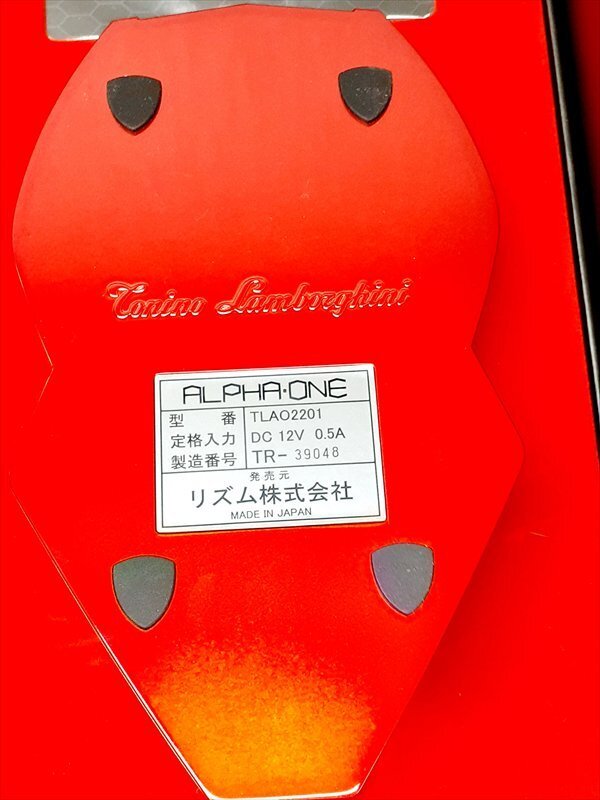 Tonino Lamborghini
ALPHA·ONE
型 番 TLAO2201
定格入力 DC 12V 0.5A
製造番号 TR- 39048
発売元
リズム株式会社
MADE IN JAPAN